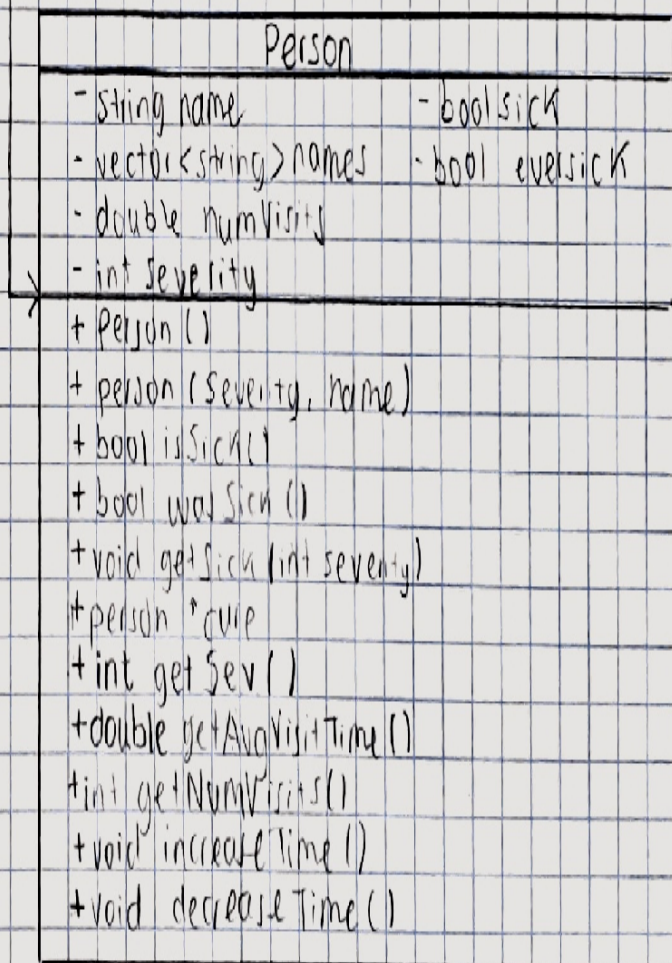 Person
- string name - bool sick
- vector<string> names - bool eversick
- double numVisits
- int severity
+ Person ()
+ person (severity, name)
+ bool isSick()
+ bool wasSick ()
+ void getSick (int severity)
+ person * cure
+ int getSev ()
+ double getAvgVisitTime ()
+ int getNumVisits()
+ void increaseTime ()
+ void decreaseTime ()